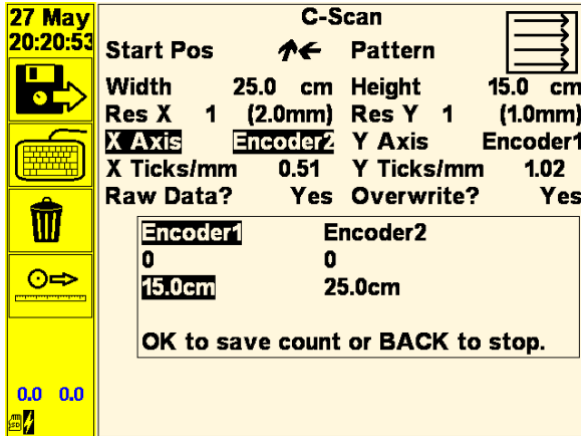 27 May
20:20:53
C-Scan
Start Pos Pattern
Width 25.0 cm Height 15.0 cm
Res X 1 (2.0mm) Res Y 1 (1.0mm)
X Axis Encoder2 Y Axis Encoder1
X Ticks/mm 0.51 Y Ticks/mm 1.02
Raw Data? Yes Overwrite? Yes
Encoder1 Encoder2
0 0
15.0cm 25.0cm
OK to save count or BACK to stop.
0.0 0.0